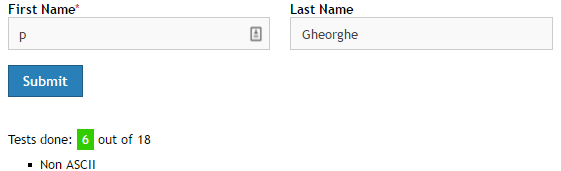 First Name* Last Name
p Gheorghe
Submit
Tests done: 6 out of 18
Non ASCII